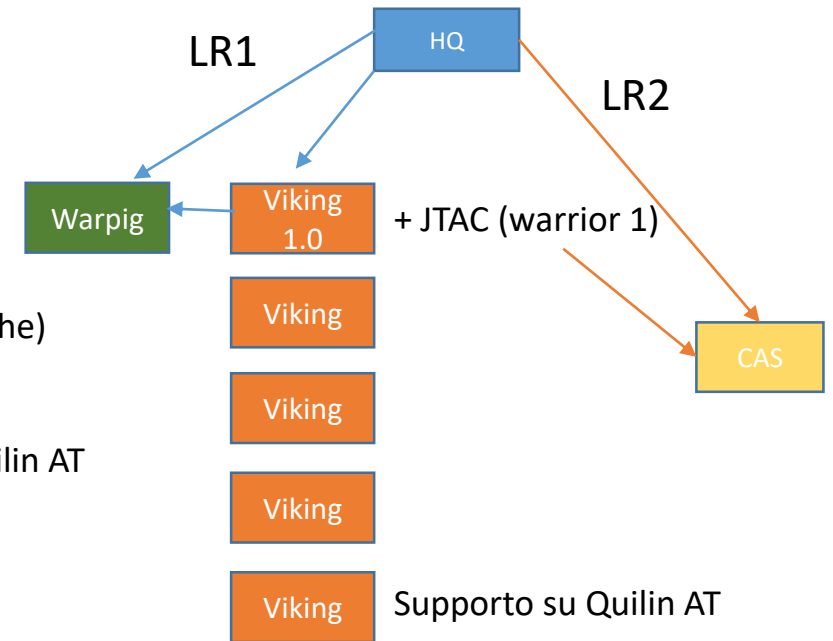 HQ
LR1
LR2
Warpig
Viking
1.0
+ JTAC (warrior 1)
Viking
he)
CAS
Viking
ilin AT
Viking
Viking
Supporto su Quilin AT